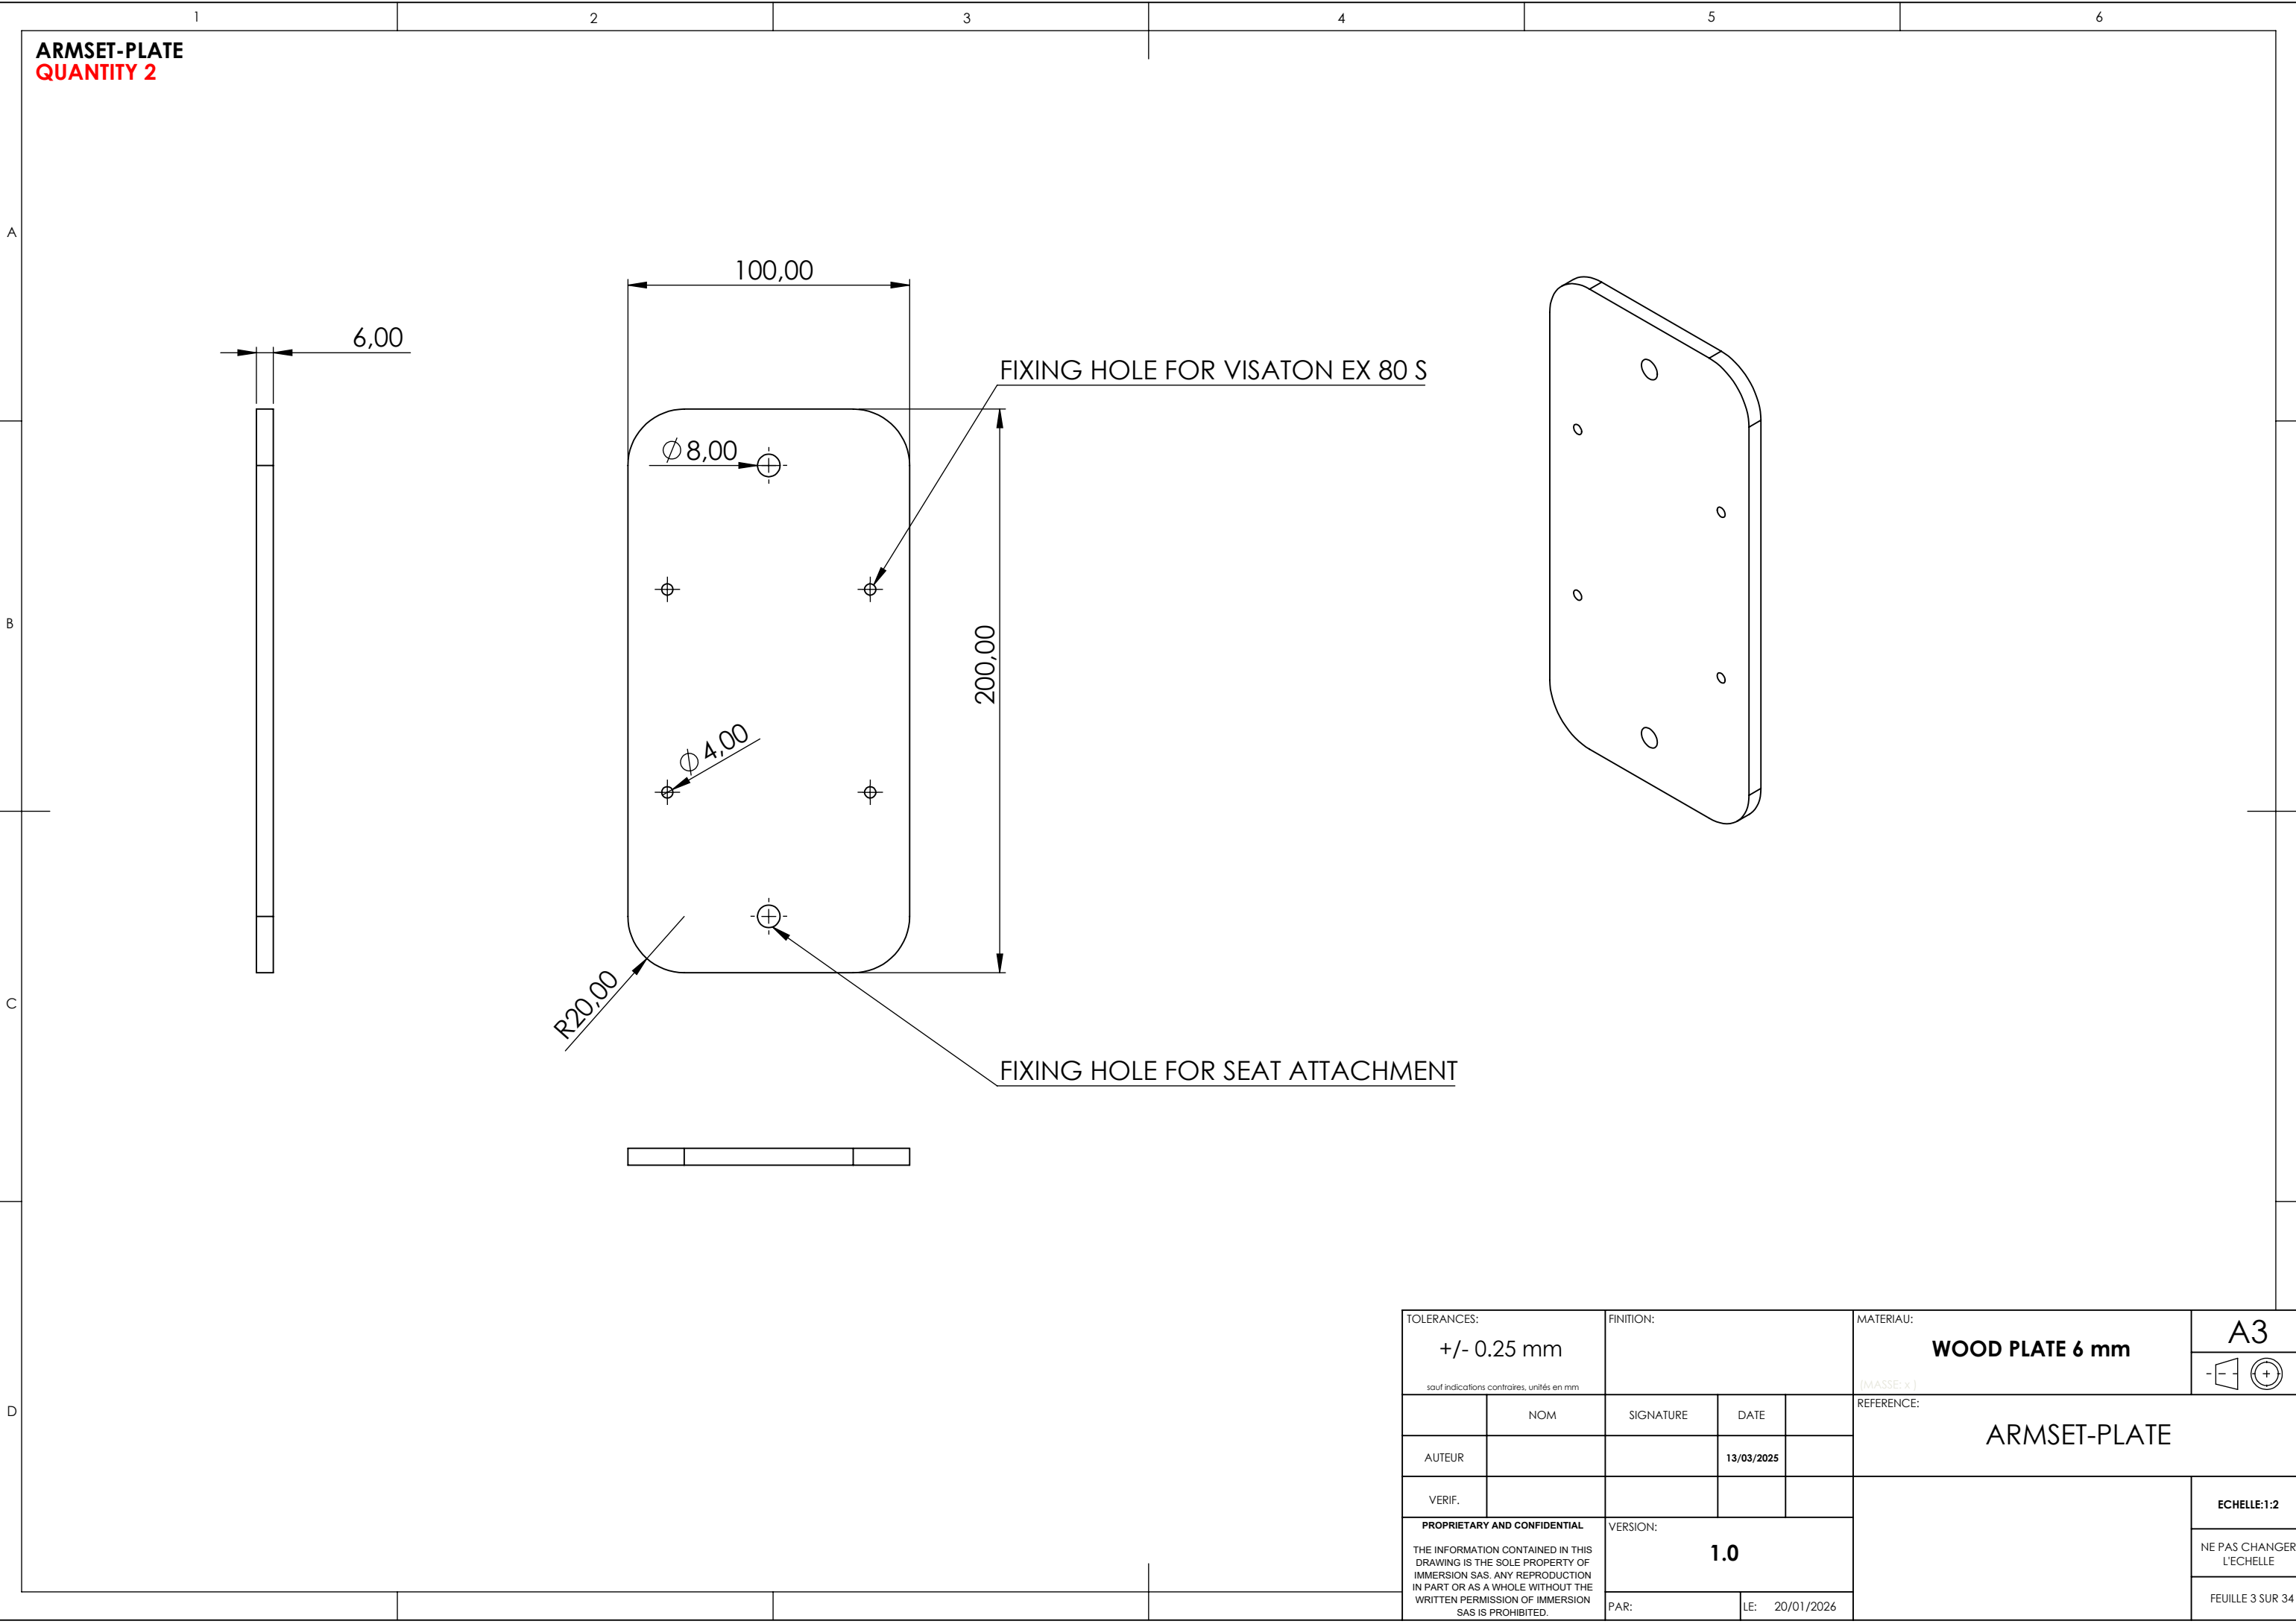 1 2 3 4 5 6
ARMSET-PLATE
QUANTITY 2
A
B
C
D
100,00
6,00
FIXING HOLE FOR VISATON EX 80 S
Ø8,00
200,00
Ø4,00
R20,00
FIXING HOLE FOR SEAT ATTACHMENT
TOLERANCES:
+/- 0.25 mm
sauf indications contraires, unités en mm
FINITION:
MATERIAU:
WOOD PLATE 6 mm
(MASSE: x )
A3
NOM SIGNATURE DATE
AUTEUR 13/03/2025
VERIF.
REFERENCE:
ARMSET-PLATE
PROPRIETARY AND CONFIDENTIAL
THE INFORMATION CONTAINED IN THIS
DRAWING IS THE SOLE PROPERTY OF
IMMERSION SAS. ANY REPRODUCTION
IN PART OR AS A WHOLE WITHOUT THE
WRITTEN PERMISSION OF IMMERSION
SAS IS PROHIBITED.
VERSION:
1.0
PAR: LE: 20/01/2026
ECHELLE:1:2
NE PAS CHANGER
L'ECHELLE
FEUILLE 3 SUR 34